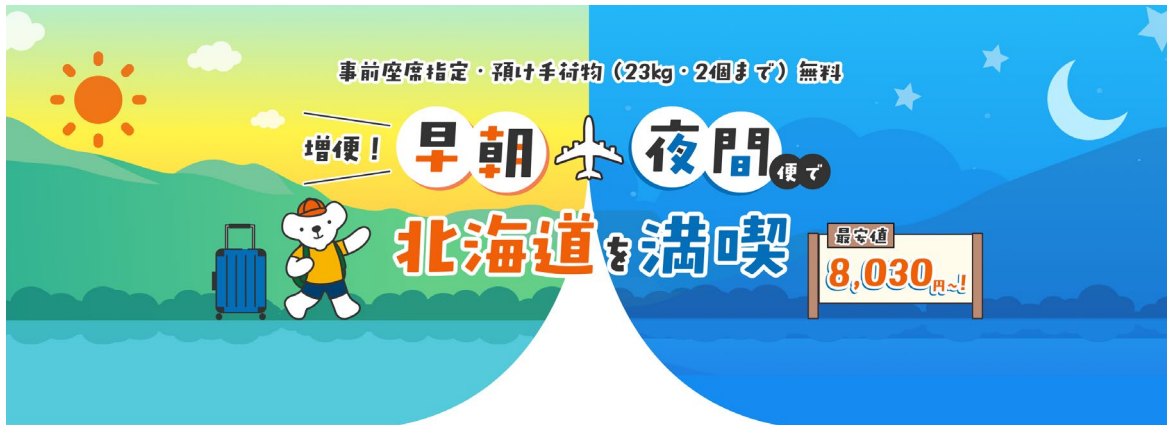 事前座席指定・預け手荷物（23kg・2個まで）無料
増便！早朝 夜間便で
北海道を満喫
最安値
8,030円~!